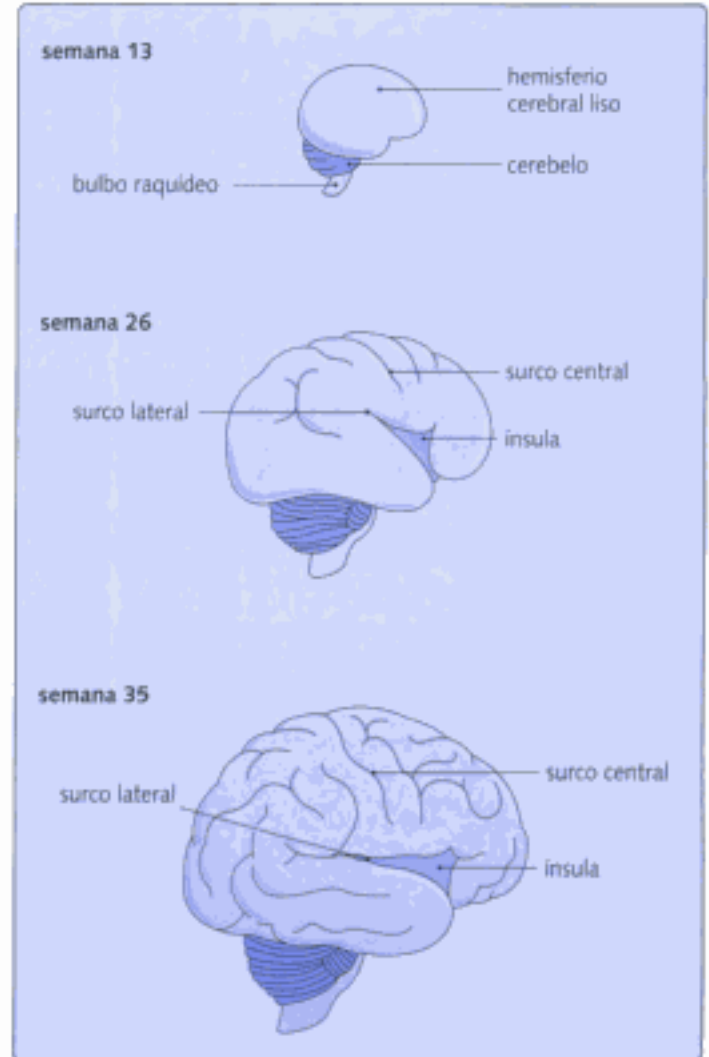 semana 13
hemisferio
cerebral liso
cerebelo
bulbo raquídeo
semana 26
surco central
surco lateral
ínsula
semana 35
surco central
surco lateral
ínsula